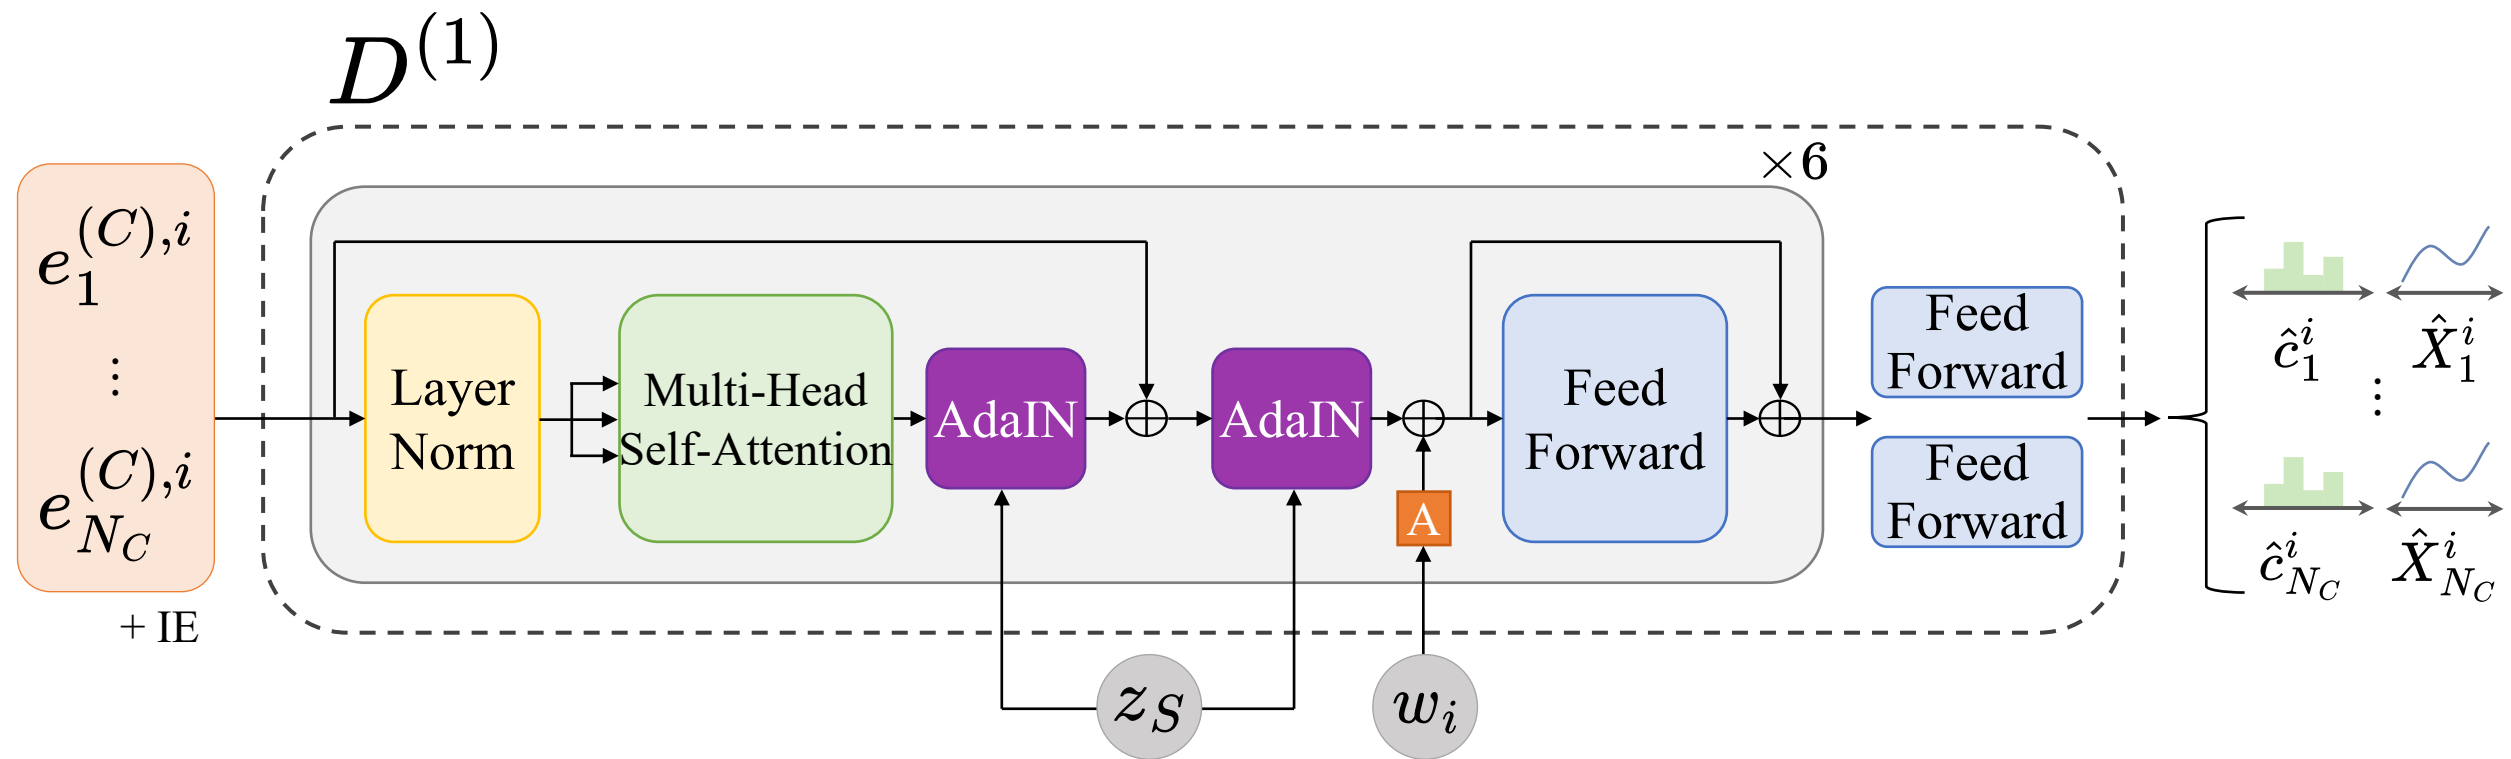 D^{(1)}
×6
e_1^{(C),i}
⋮
e_{N_C}^{(C),i}
+ IE
Layer
Norm
Multi-Head
Self-Attention
AdaIN
⊕
AdaIN
⊕
A
Feed
Forward
⊕
Feed
Forward
Feed
Forward
z_S
w_i
ĉ_1^i
X̂_1^i
⋮
ĉ_{N_C}^i
X̂_{N_C}^i